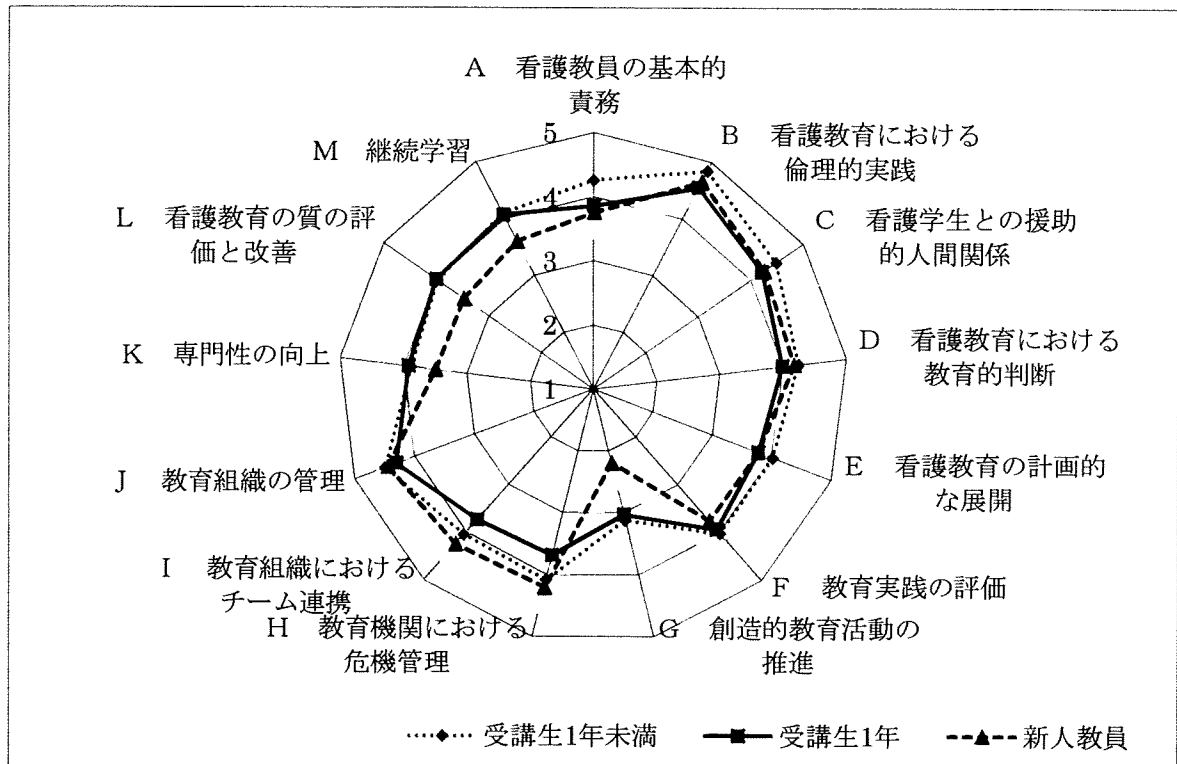 A 看護教員の基本的
責務
B 看護教育における
倫理的実践
C 看護学生との援助
的人間関係
D 看護教育における
教育的判断
E 看護教育の計画的
な展開
F 教育実践の評価
G 創造的教育活動の
推進
H 教育機関における
危機管理
I 教育組織における
チーム連携
J 教育組織の管理
K 専門性の向上
L 看護教育の質の評
価と改善
M 継続学習
5
4
3
2
1
受講生1年未満
受講生1年
新人教員